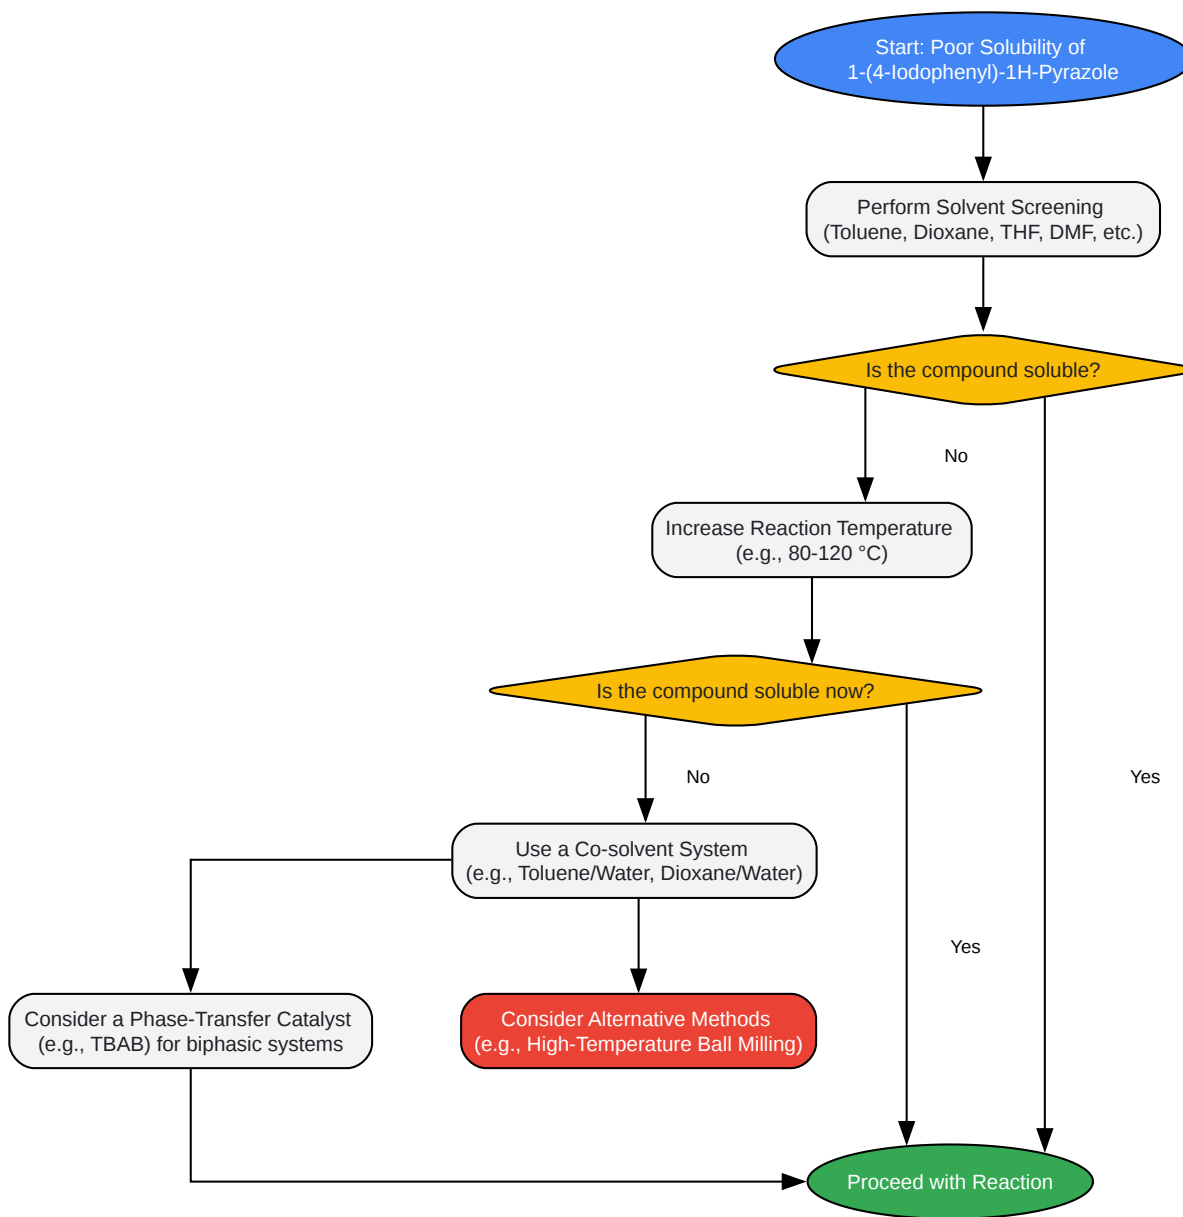 Start: Poor Solubility of
1-(4-Iodophenyl)-1H-Pyrazole
Perform Solvent Screening
(Toluene, Dioxane, THF, DMF, etc.)
Is the compound soluble?
No
Increase Reaction Temperature
(e.g., 80-120 °C)
Is the compound soluble now?
No
Yes
Use a Co-solvent System
(e.g., Toluene/Water, Dioxane/Water)
Yes
Consider a Phase-Transfer Catalyst
(e.g., TBAB) for biphasic systems
Consider Alternative Methods
(e.g., High-Temperature Ball Milling)
Proceed with Reaction